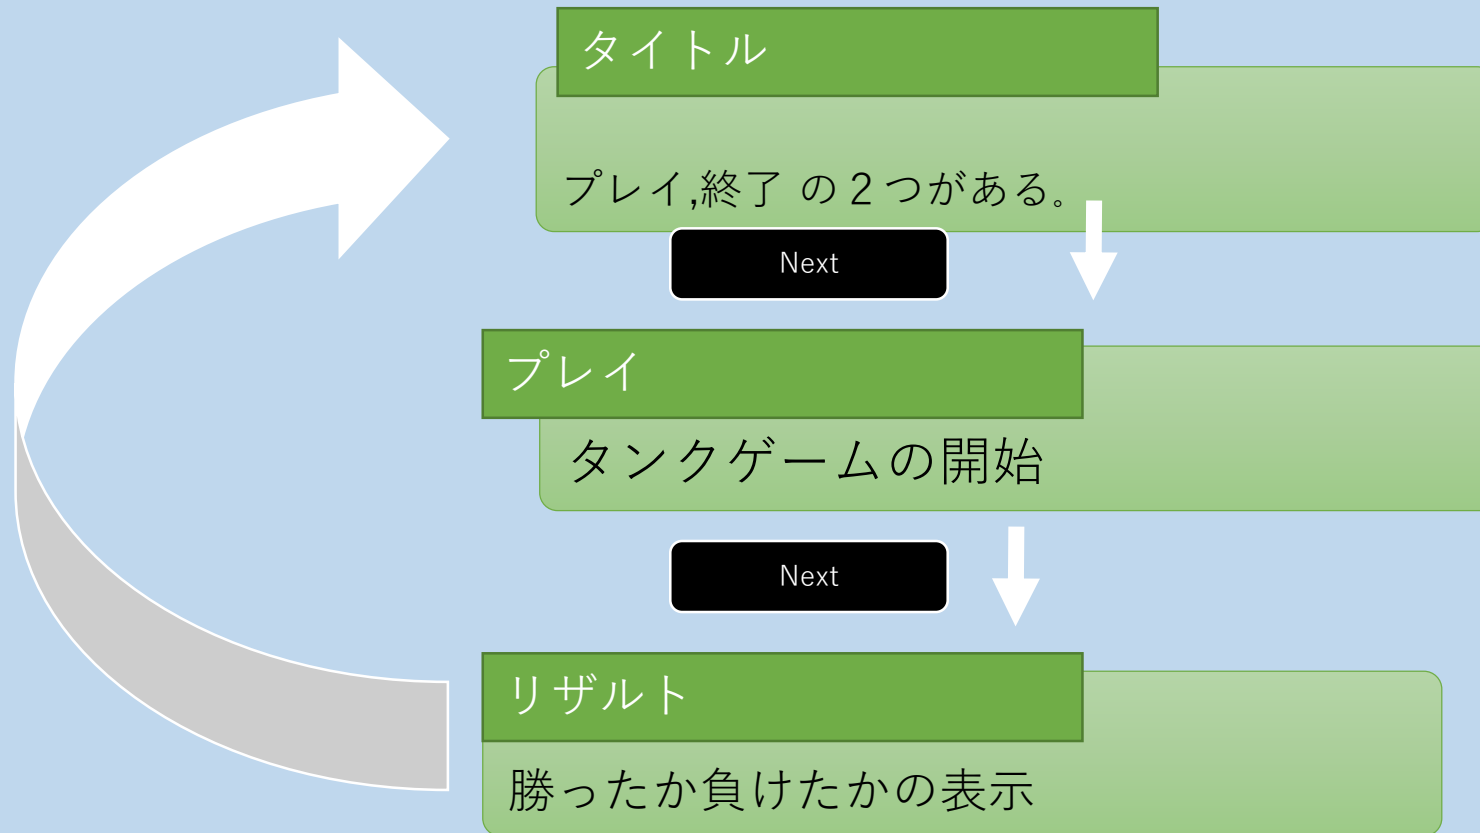 タイトル
プレイ,終了 の２つがある。
Next
プレイ
タンクゲームの開始
Next
リザルト
勝ったか負けたかの表示